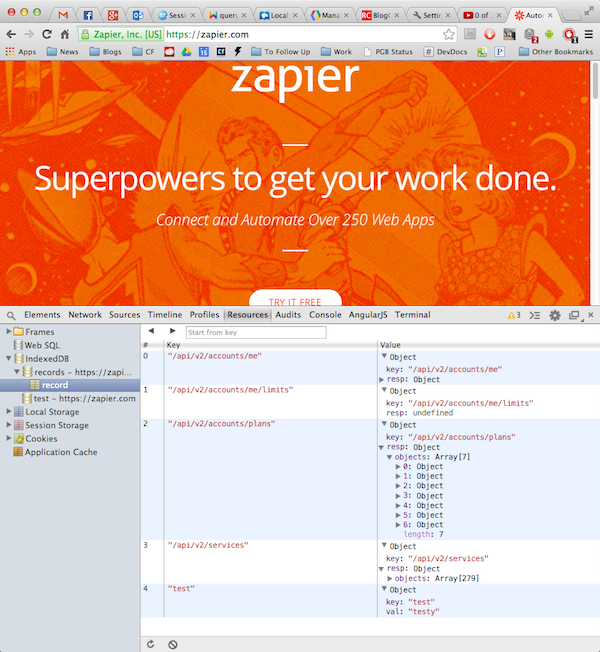 Sessi
quer
Local
Mana
BlogC
Settin
0 of
Auto
Zapier, Inc. [US] https://zapier.com
Apps News Blogs CF To Follow Up Work PGB Status DevDocs PG Other Bookmarks
zapier
Superpowers to get your work done.
Connect and Automate Over 250 Web Apps
TRY IT FREE
Elements Network Sources Timeline Profiles Resources Audits Console AngularJS Terminal 3
Frames
Web SQL
IndexedDB
records – https://zapi...
record
test – https://zapier.com
Local Storage
Session Storage
Cookies
Application Cache
Start from key
# Key Value
0 "/api/v2/accounts/me" Object
key: "/api/v2/accounts/me"
resp: Object
1 "/api/v2/accounts/me/limits" Object
key: "/api/v2/accounts/me/limits"
resp: undefined
2 "/api/v2/accounts/plans" Object
key: "/api/v2/accounts/plans"
resp: Object
objects: Array[7]
0: Object
1: Object
2: Object
3: Object
4: Object
5: Object
6: Object
length: 7
3 "/api/v2/services" Object
key: "/api/v2/services"
resp: Object
objects: Array[279]
4 "test" Object
key: "test"
val: "testy"